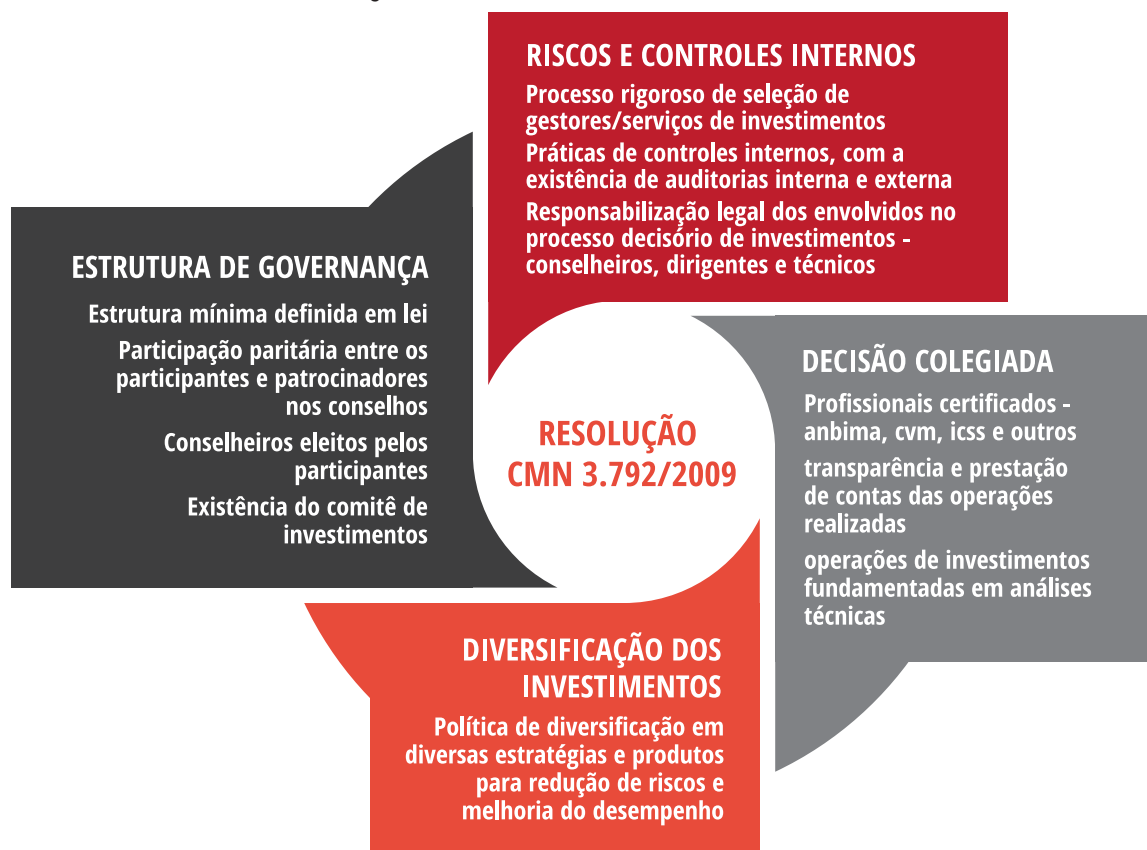 RISCOS E CONTROLES INTERNOS
Processo rigoroso de seleção de
gestores/serviços de investimentos
Práticas de controles internos, com a
existência de auditorias interna e externa
Responsabilização legal dos envolvidos no
processo decisório de investimentos -
conselheiros, dirigentes e técnicos
ESTRUTURA DE GOVERNANÇA
Estrutura mínima definida em lei
Participação paritária entre os
participantes e patrocinadores
nos conselhos
Conselheiros eleitos pelos
participantes
Existência do comitê de
investimentos
RESOLUÇÃO
CMN 3.792/2009
DECISÃO COLEGIADA
Profissionais certificados -
anbima, cvm, icss e outros
transparência e prestação
de contas das operações
realizadas
operações de investimentos
fundamentadas em análises
técnicas
DIVERSIFICAÇÃO DOS
INVESTIMENTOS
Política de diversificação em
diversas estratégias e produtos
para redução de riscos e
melhoria do desempenho